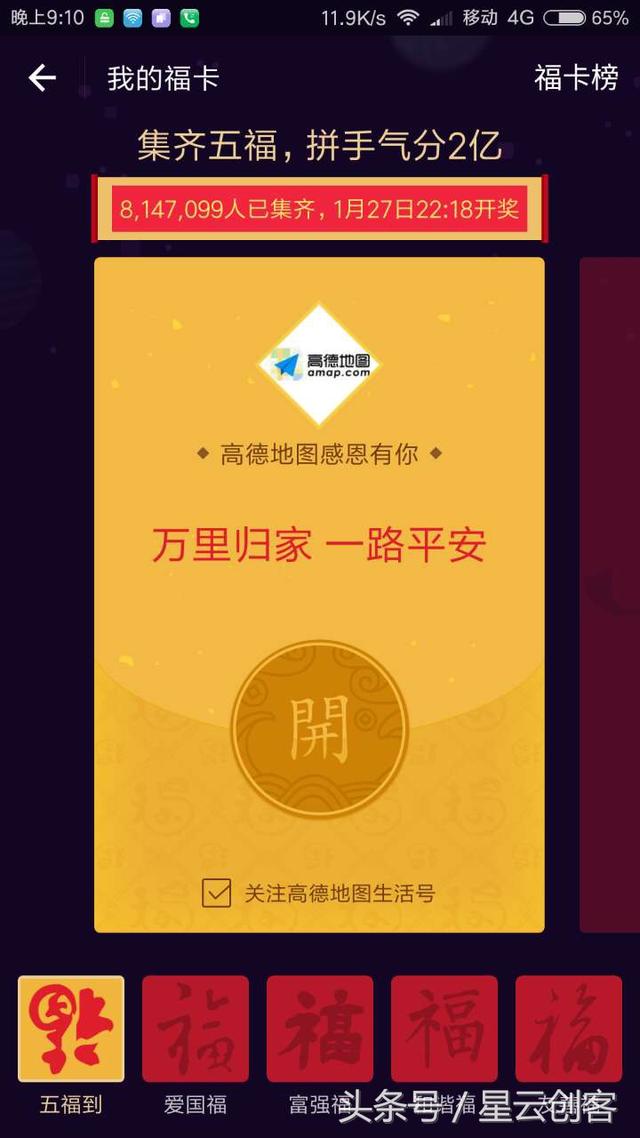 晚上9:10 11.9K/s 移动 4G 65%
我的福卡 福卡榜
集齐五福，拼手气分2亿
8,147,099人已集齐，1月27日22:18开奖
高德地图
amap.com
高德地图感恩有你
万里归家 一路平安
開
关注高德地图生活号
福 福 福 福 福
五福到 爱国福 富强福
头条号 / 星云创客